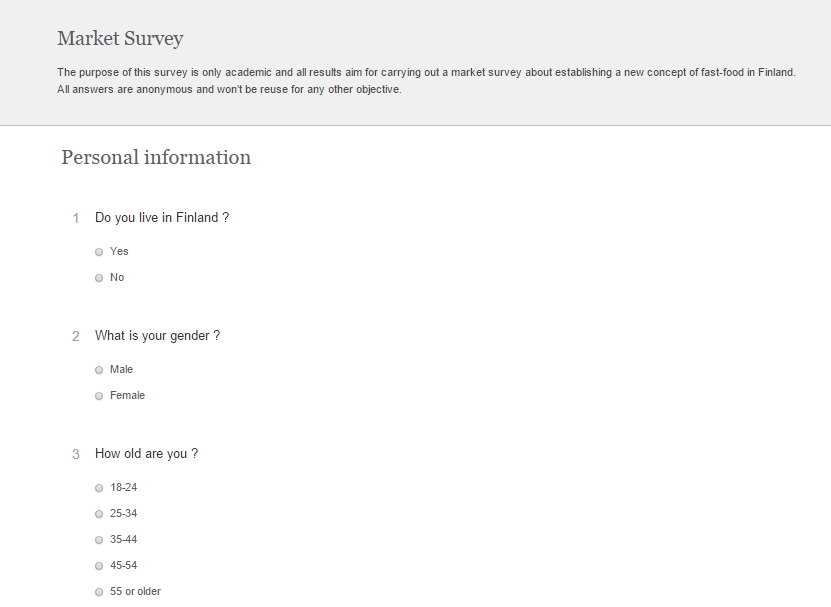 Market Survey
The purpose of this survey is only academic and all results aim for carrying out a market survey about establishing a new concept of fast-food in Finland.
All answers are anonymous and won't be reuse for any other objective.
Personal information
1 Do you live in Finland ?
Yes
No
2 What is your gender ?
Male
Female
3 How old are you ?
18-24
25-34
35-44
45-54
55 or older